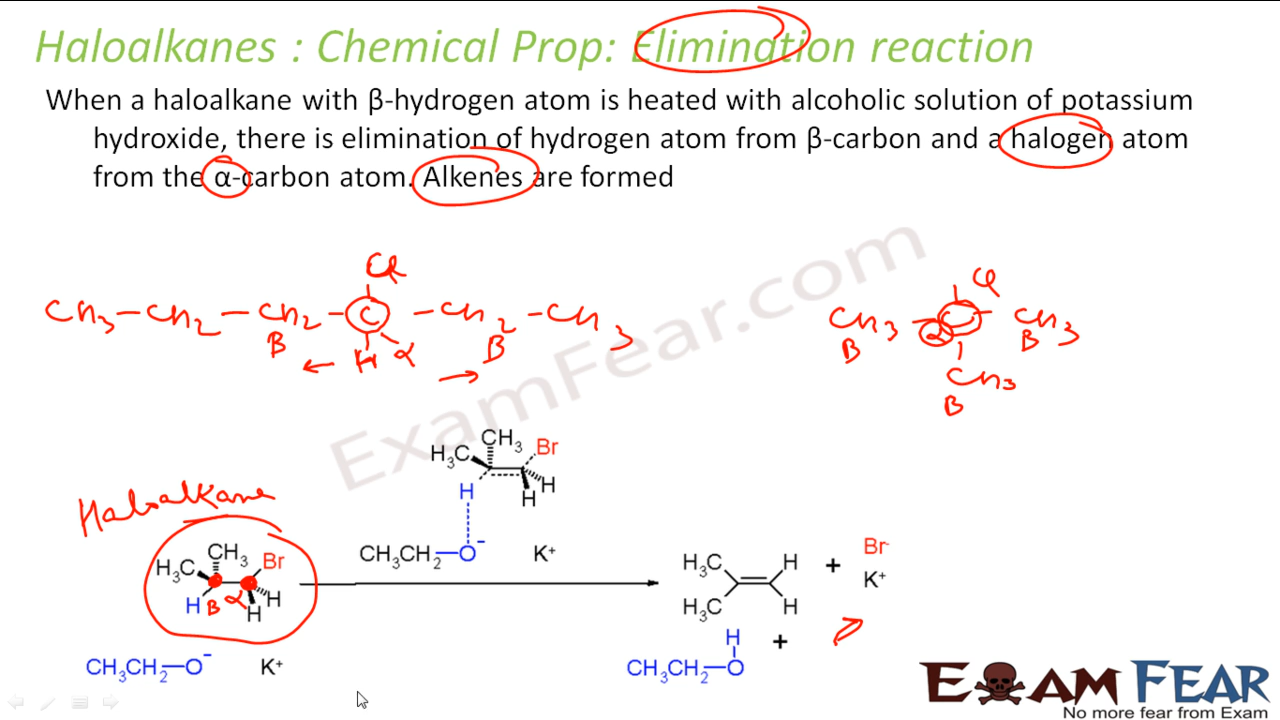 Haloalkanes : Chemical Prop: Elimination reaction
When a haloalkane with β-hydrogen atom is heated with alcoholic solution of potassium
hydroxide, there is elimination of hydrogen atom from β-carbon and a halogen atom
from the α-carbon atom. Alkenes are formed
Cl
CH3-CH2-CH2-C-CH2-CH3
B H α B
Cl
CH3 C CH3
B α B
CH3
B
ExamFear.com
CH3 Br
H3C
H H
H
Haloalkane
CH3CH2-O- K+
CH3 Br
H3C
H B α H
H
H3C H + Br-
K+
H3C H
H
CH3CH2-O +
CH3CH2-O- K+
EXAM FEAR
No more fear from Exam